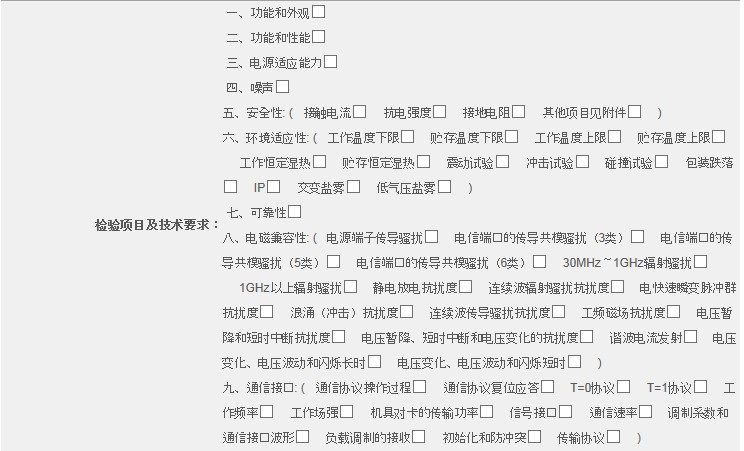 一、功能和外观□
二、功能和性能□
三、电源适应能力□
四、噪声□
五、安全性:( 接触电流□ 抗电强度□ 接地电阻□ 其他项目见附件□ )
六、环境适应性:( 工作温度下限□ 贮存温度下限□ 工作温度上限□ 贮存温度上限□
工作恒定湿热□ 贮存恒定湿热□ 震动试验□ 冲击试验□ 碰撞试验□ 包装跌落
□ IP□ 交变盐雾□ 低气压盐雾□ )
七、可靠性□
检验项目及技术要求：
八、电磁兼容性:( 电源端子传导骚扰□ 电信端口的传导共模骚扰（3类）□ 电信端口的传
导共模骚扰（5类）□ 电信端口的传导共模骚扰（6类）□ 30MHz～1GHz辐射骚扰□
1GHz以上辐射骚扰□ 静电放电抗扰度□ 连续波辐射骚扰抗扰度□ 电快速瞬变脉冲群
抗扰度□ 浪涌（冲击）抗扰度□ 连续波传导骚扰抗扰度□ 工频磁场抗扰度□ 电压暂
降和短时中断抗扰度□ 电压暂降、短时中断和电压变化的抗扰度□ 谐波电流发射□ 电压
变化、电压波动和闪烁长时□ 电压变化、电压波动和闪烁短时□ )
九、通信接口:( 通信协议操作过程□ 通信协议复位应答□ T=0协议□ T=1协议□ 工
作频率□ 工作场强□ 机具对卡的传输功率□ 信号接口□ 通信速率□ 调制系数和
通信接口波形□ 负载调制的接收□ 初始化和防冲突□ 传输协议□ )